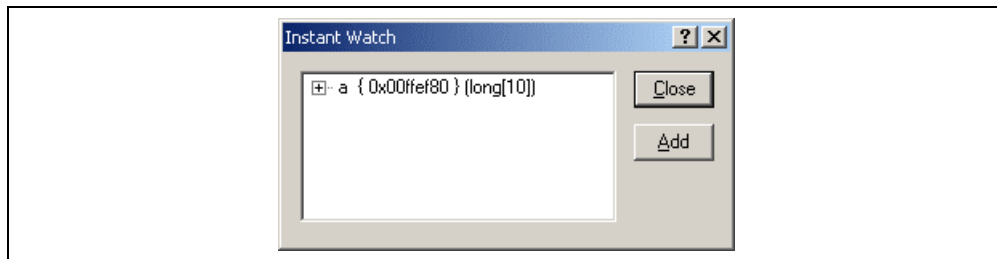 Instant Watch
a { 0x00ffef80 } (long[10])
Close
Add